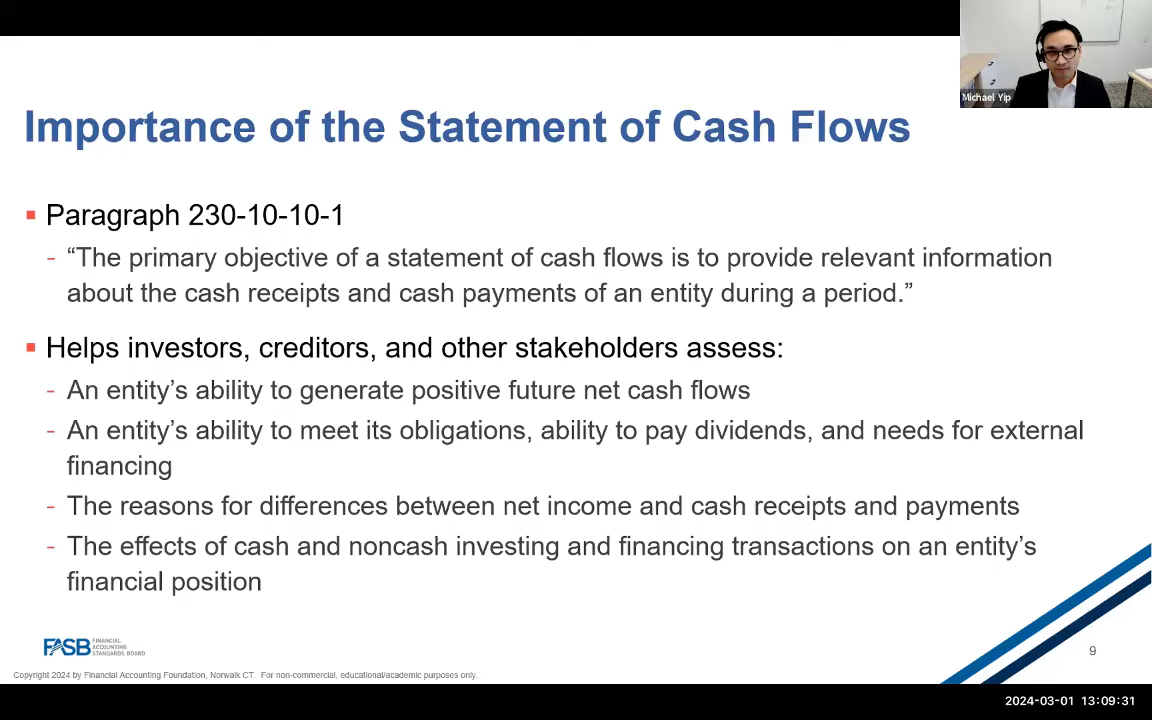 Michael Yip
Importance of the Statement of Cash Flows
▪ Paragraph 230-10-10-1
- “The primary objective of a statement of cash flows is to provide relevant information
about the cash receipts and cash payments of an entity during a period.”
▪ Helps investors, creditors, and other stakeholders assess:
- An entity’s ability to generate positive future net cash flows
- An entity’s ability to meet its obligations, ability to pay dividends, and needs for external
financing
- The reasons for differences between net income and cash receipts and payments
- The effects of cash and noncash investing and financing transactions on an entity’s
financial position
FASB FINANCIAL
ACCOUNTING
STANDARDS BOARD
9
Copyright 2024 by Financial Accounting Foundation, Norwalk CT. For non-commercial, educational/academic purposes only.
2024-03-01 13:09:31